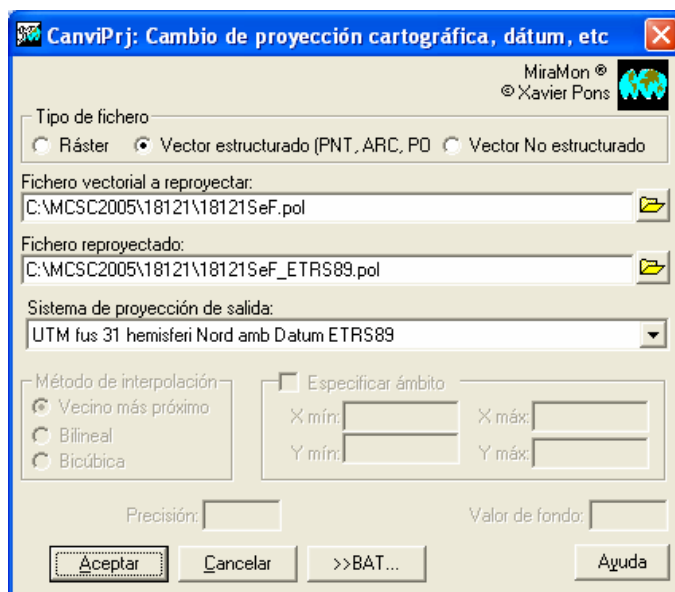 CanviPrj: Cambio de proyección cartográfica, dátum, etc
MiraMon ®
© Xavier Pons
Tipo de fichero
Ráster
Vector estructurado (PNT, ARC, PO
Vector No estructurado
Fichero vectorial a reproyectar:
C:\MCSC2005\18121\18121SeF.pol
Fichero reproyectado:
C:\MCSC2005\18121\18121SeF_ETRS89.pol
Sistema de proyección de salida:
UTM fus 31 hemisferi Nord amb Datum ETRS89
Método de interpolación
Vecino más próximo
Bilineal
Bicúbica
Especificar ámbito
X mín:
X máx:
Y mín:
Y máx:
Precisión:
Valor de fondo:
Aceptar
Cancelar
>>BAT...
Ayuda